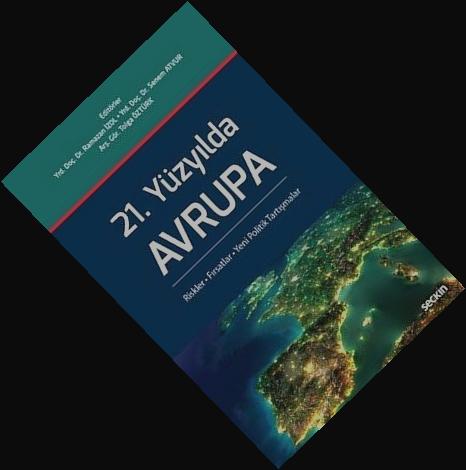 Editörler
Yrd. Doç. Dr. Ramazan İZOL • Yrd. Doç. Dr. Senem ATVUR
Arş. Gör. Tolga ÖZTÜRK
21. Yüzyılda
AVRUPA
Riskler • Fırsatlar • Yeni Politik Tartışmalar
seçkin